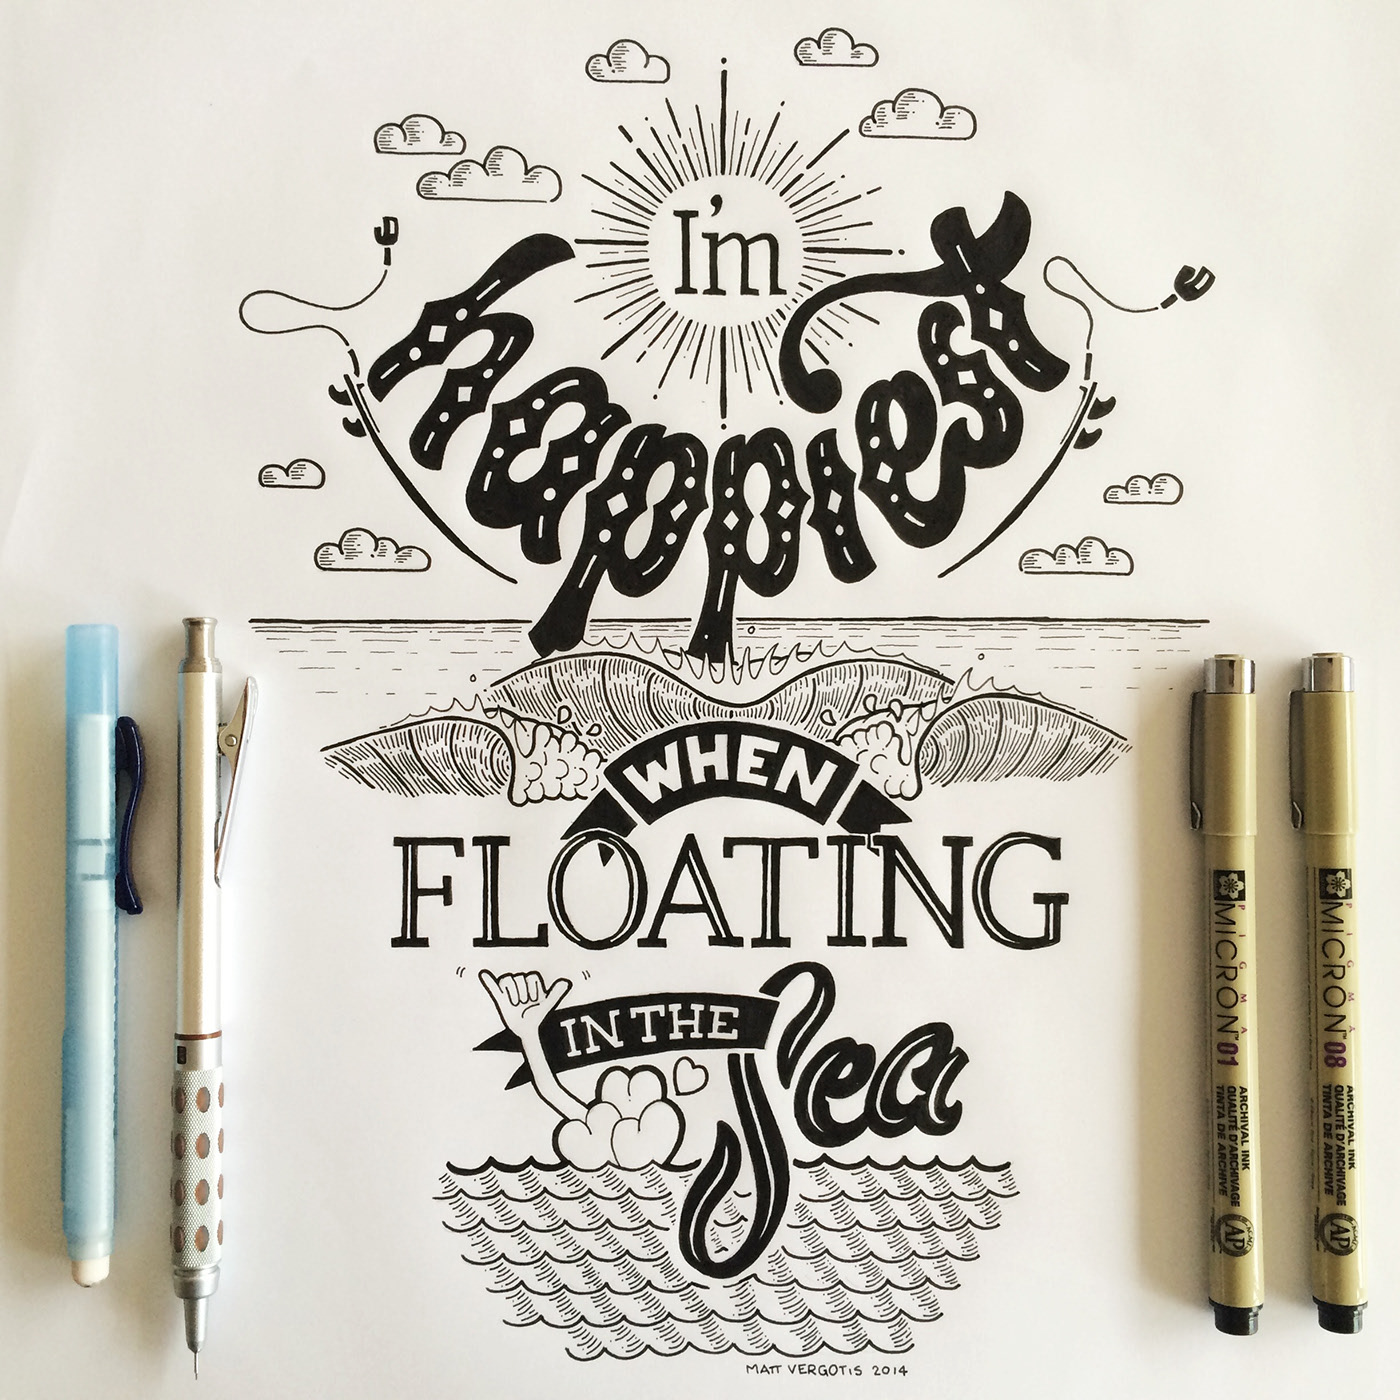 I'm
happiest
WHEN
FLOATING
IN THE
Sea
MATT VERGOTIS 2014
PIGMA
MICRON 01
ARCHIVAL INK
QUALITÉ D'ARCHIVAGE
TINTA DE ARCHIVE
AP
PIGMA
MICRON 08
ARCHIVAL INK
QUALITÉ D'ARCHIVAGE
TINTA DE ARCHIVE
AP